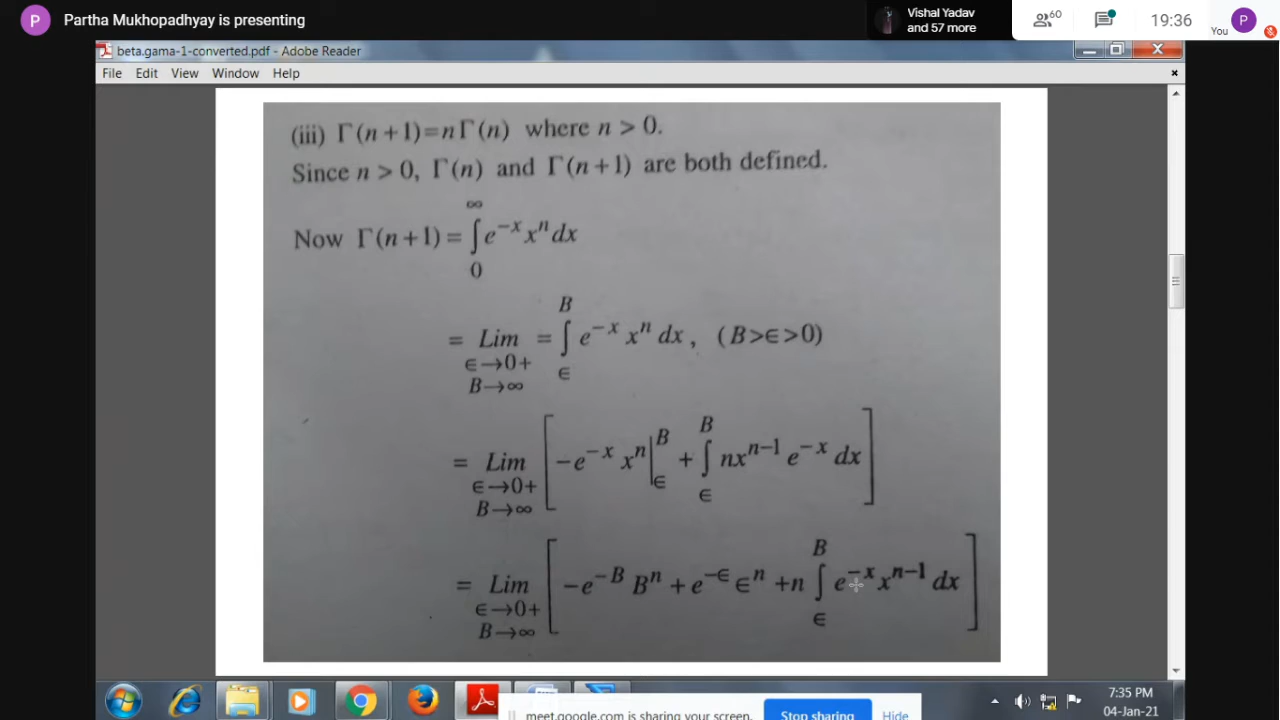 P Partha Mukhopadhyay is presenting
Vishal Yadav
and 57 more
60
19:36
You
P
beta.gama-1-converted.pdf - Adobe Reader
File Edit View Window Help
(iii) Γ(n+1)=nΓ(n) where n > 0.
Since n > 0, Γ(n) and Γ(n+1) are both defined.
Now Γ(n+1) = ∫₀^∞ e^{-x} x^n dx
= Lim_{∈→0+ B→∞} = ∫_∈^B e^{-x} x^n dx, (B>∈>0)
= Lim_{∈→0+ B→∞} [ -e^{-x} x^n |_∈^B + ∫_∈^B nx^{n-1} e^{-x} dx ]
= Lim_{∈→0+ B→∞} [ -e^{-B} B^n + e^{-∈} ∈^n + n ∫_∈^B e^{-x} x^{n-1} dx ]
7:35 PM
04-Jan-21
meet.google.com is sharing your screen.
Stop sharing
Hide